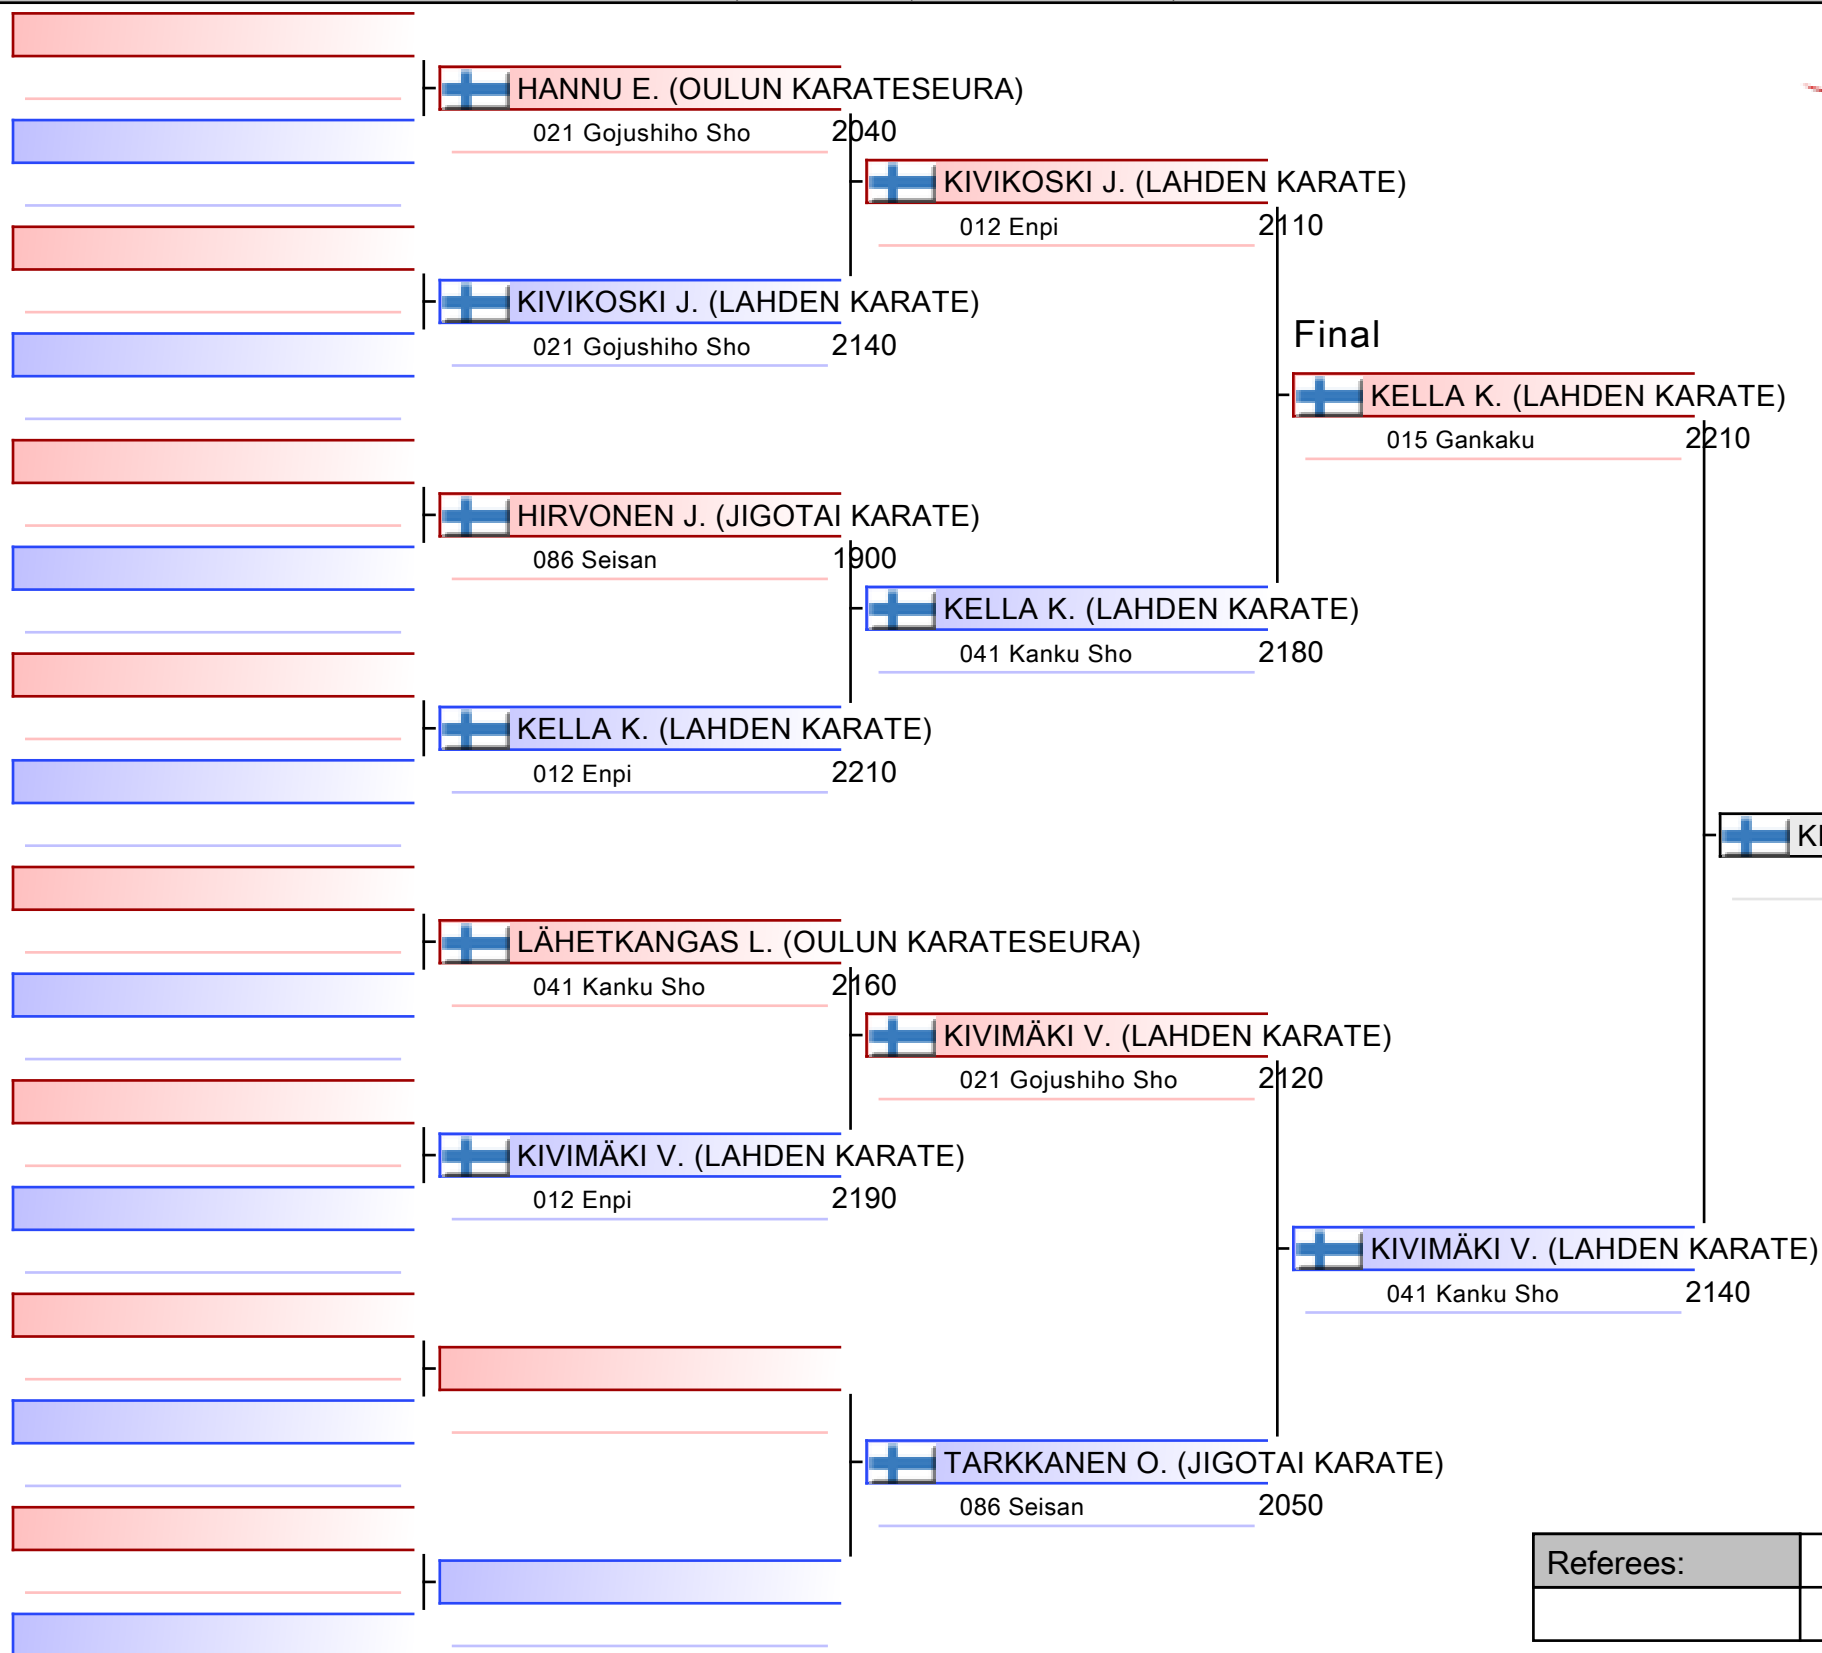 HANNU E. (OULUN KARATESEURA)
021 Gojushiho Sho 2040
KIVIKOSKI J. (LAHDEN KARATE)
012 Enpi 2110
KIVIKOSKI J. (LAHDEN KARATE)
021 Gojushiho Sho 2140
Final
KELLA K. (LAHDEN KARATE)
015 Gankaku 2210
HIRVONEN J. (JIGOTAI KARATE)
086 Seisan 1900
KELLA K. (LAHDEN KARATE)
041 Kanku Sho 2180
KELLA K. (LAHDEN KARATE)
012 Enpi 2210
LÄHETKANGAS L. (OULUN KARATESEURA)
041 Kanku Sho 2160
KIVIMÄKI V. (LAHDEN KARATE)
021 Gojushiho Sho 2120
KIVIMÄKI V. (LAHDEN KARATE)
012 Enpi 2190
KIVIMÄKI V. (LAHDEN KARATE)
041 Kanku Sho 2140
TARKKANEN O. (JIGOTAI KARATE)
086 Seisan 2050
Referees: